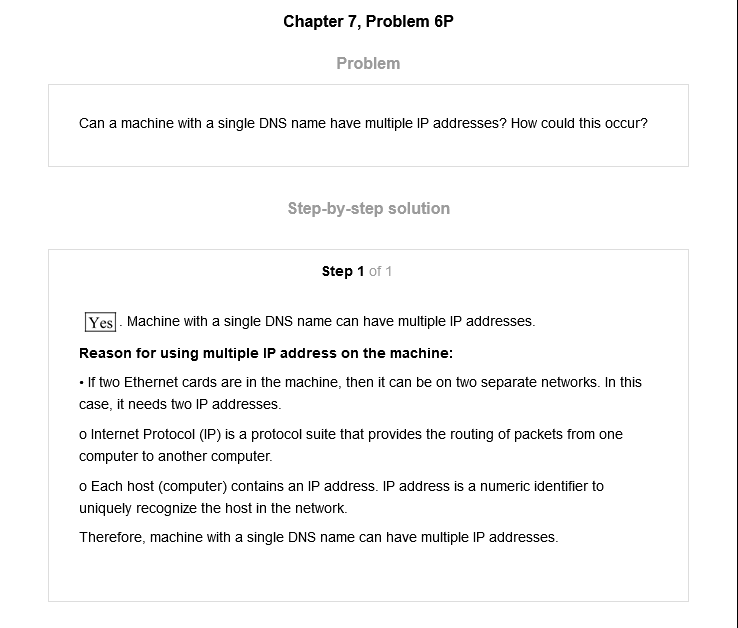 Chapter 7, Problem 6P
Problem
Can a machine with a single DNS name have multiple IP addresses? How could this occur?
Step-by-step solution
Step 1 of 1
Yes . Machine with a single DNS name can have multiple IP addresses.
Reason for using multiple IP address on the machine:
• If two Ethernet cards are in the machine, then it can be on two separate networks. In this
case, it needs two IP addresses.
o Internet Protocol (IP) is a protocol suite that provides the routing of packets from one
computer to another computer.
o Each host (computer) contains an IP address. IP address is a numeric identifier to
uniquely recognize the host in the network.
Therefore, machine with a single DNS name can have multiple IP addresses.